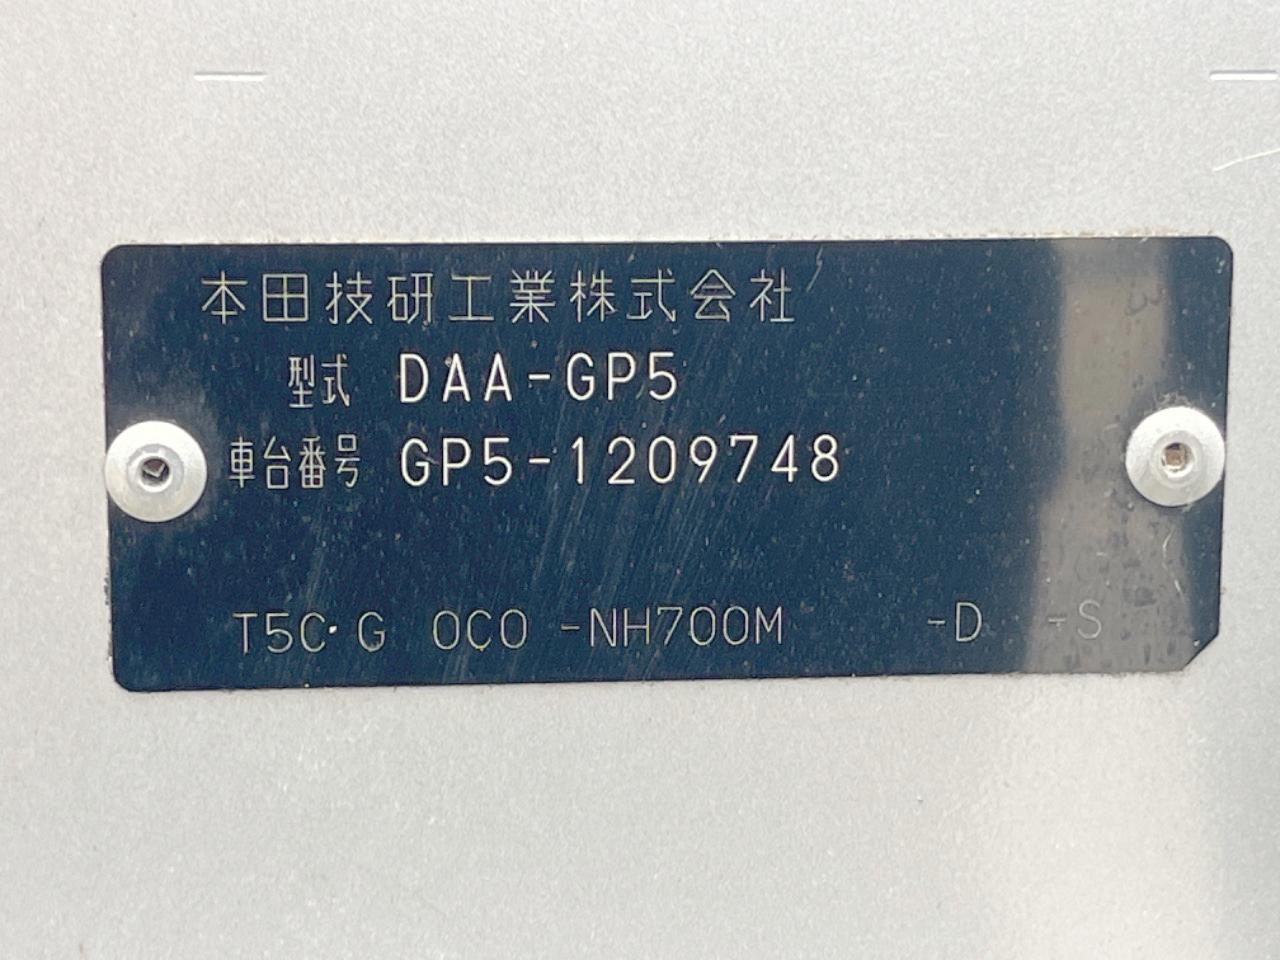 本田技研工業株式会社
型式 DAA-GP5
車台番号 GP5-1209748
T5C・G 0C0 -NH700M -D -S